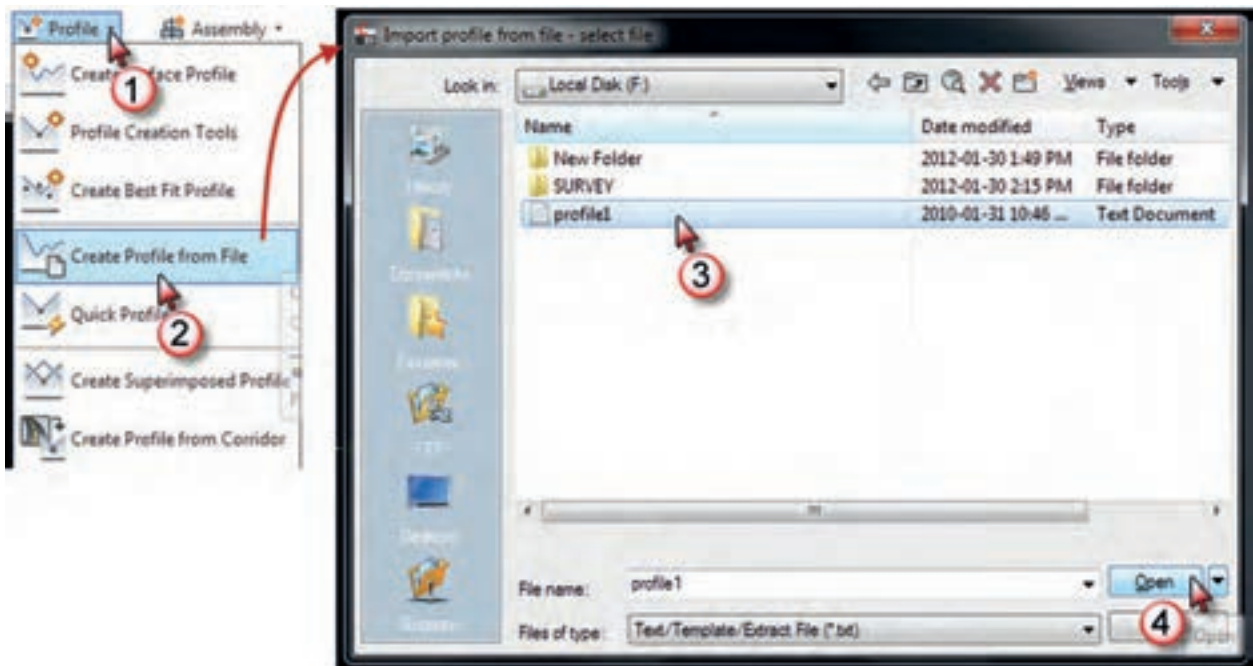 Profile
Assembly
1
Create Surface Profile
Profile Creation Tools
Create Best Fit Profile
Create Profile from File
2
Quick Profile
Create Superimposed Profile
Create Profile from Corridor
Import profile from file - select file
Look in:
Local Disk (F:)
Views
Tools
Name
Date modified
Type
New Folder
2012-01-30 1:49 PM
File folder
SURVEY
2012-01-30 2:15 PM
File folder
profile1
2010-01-31 10:46 ...
Text Document
3
File name:
profile1
Open
Files of type:
Text/Template/Extract File (*.txt)
4
Open